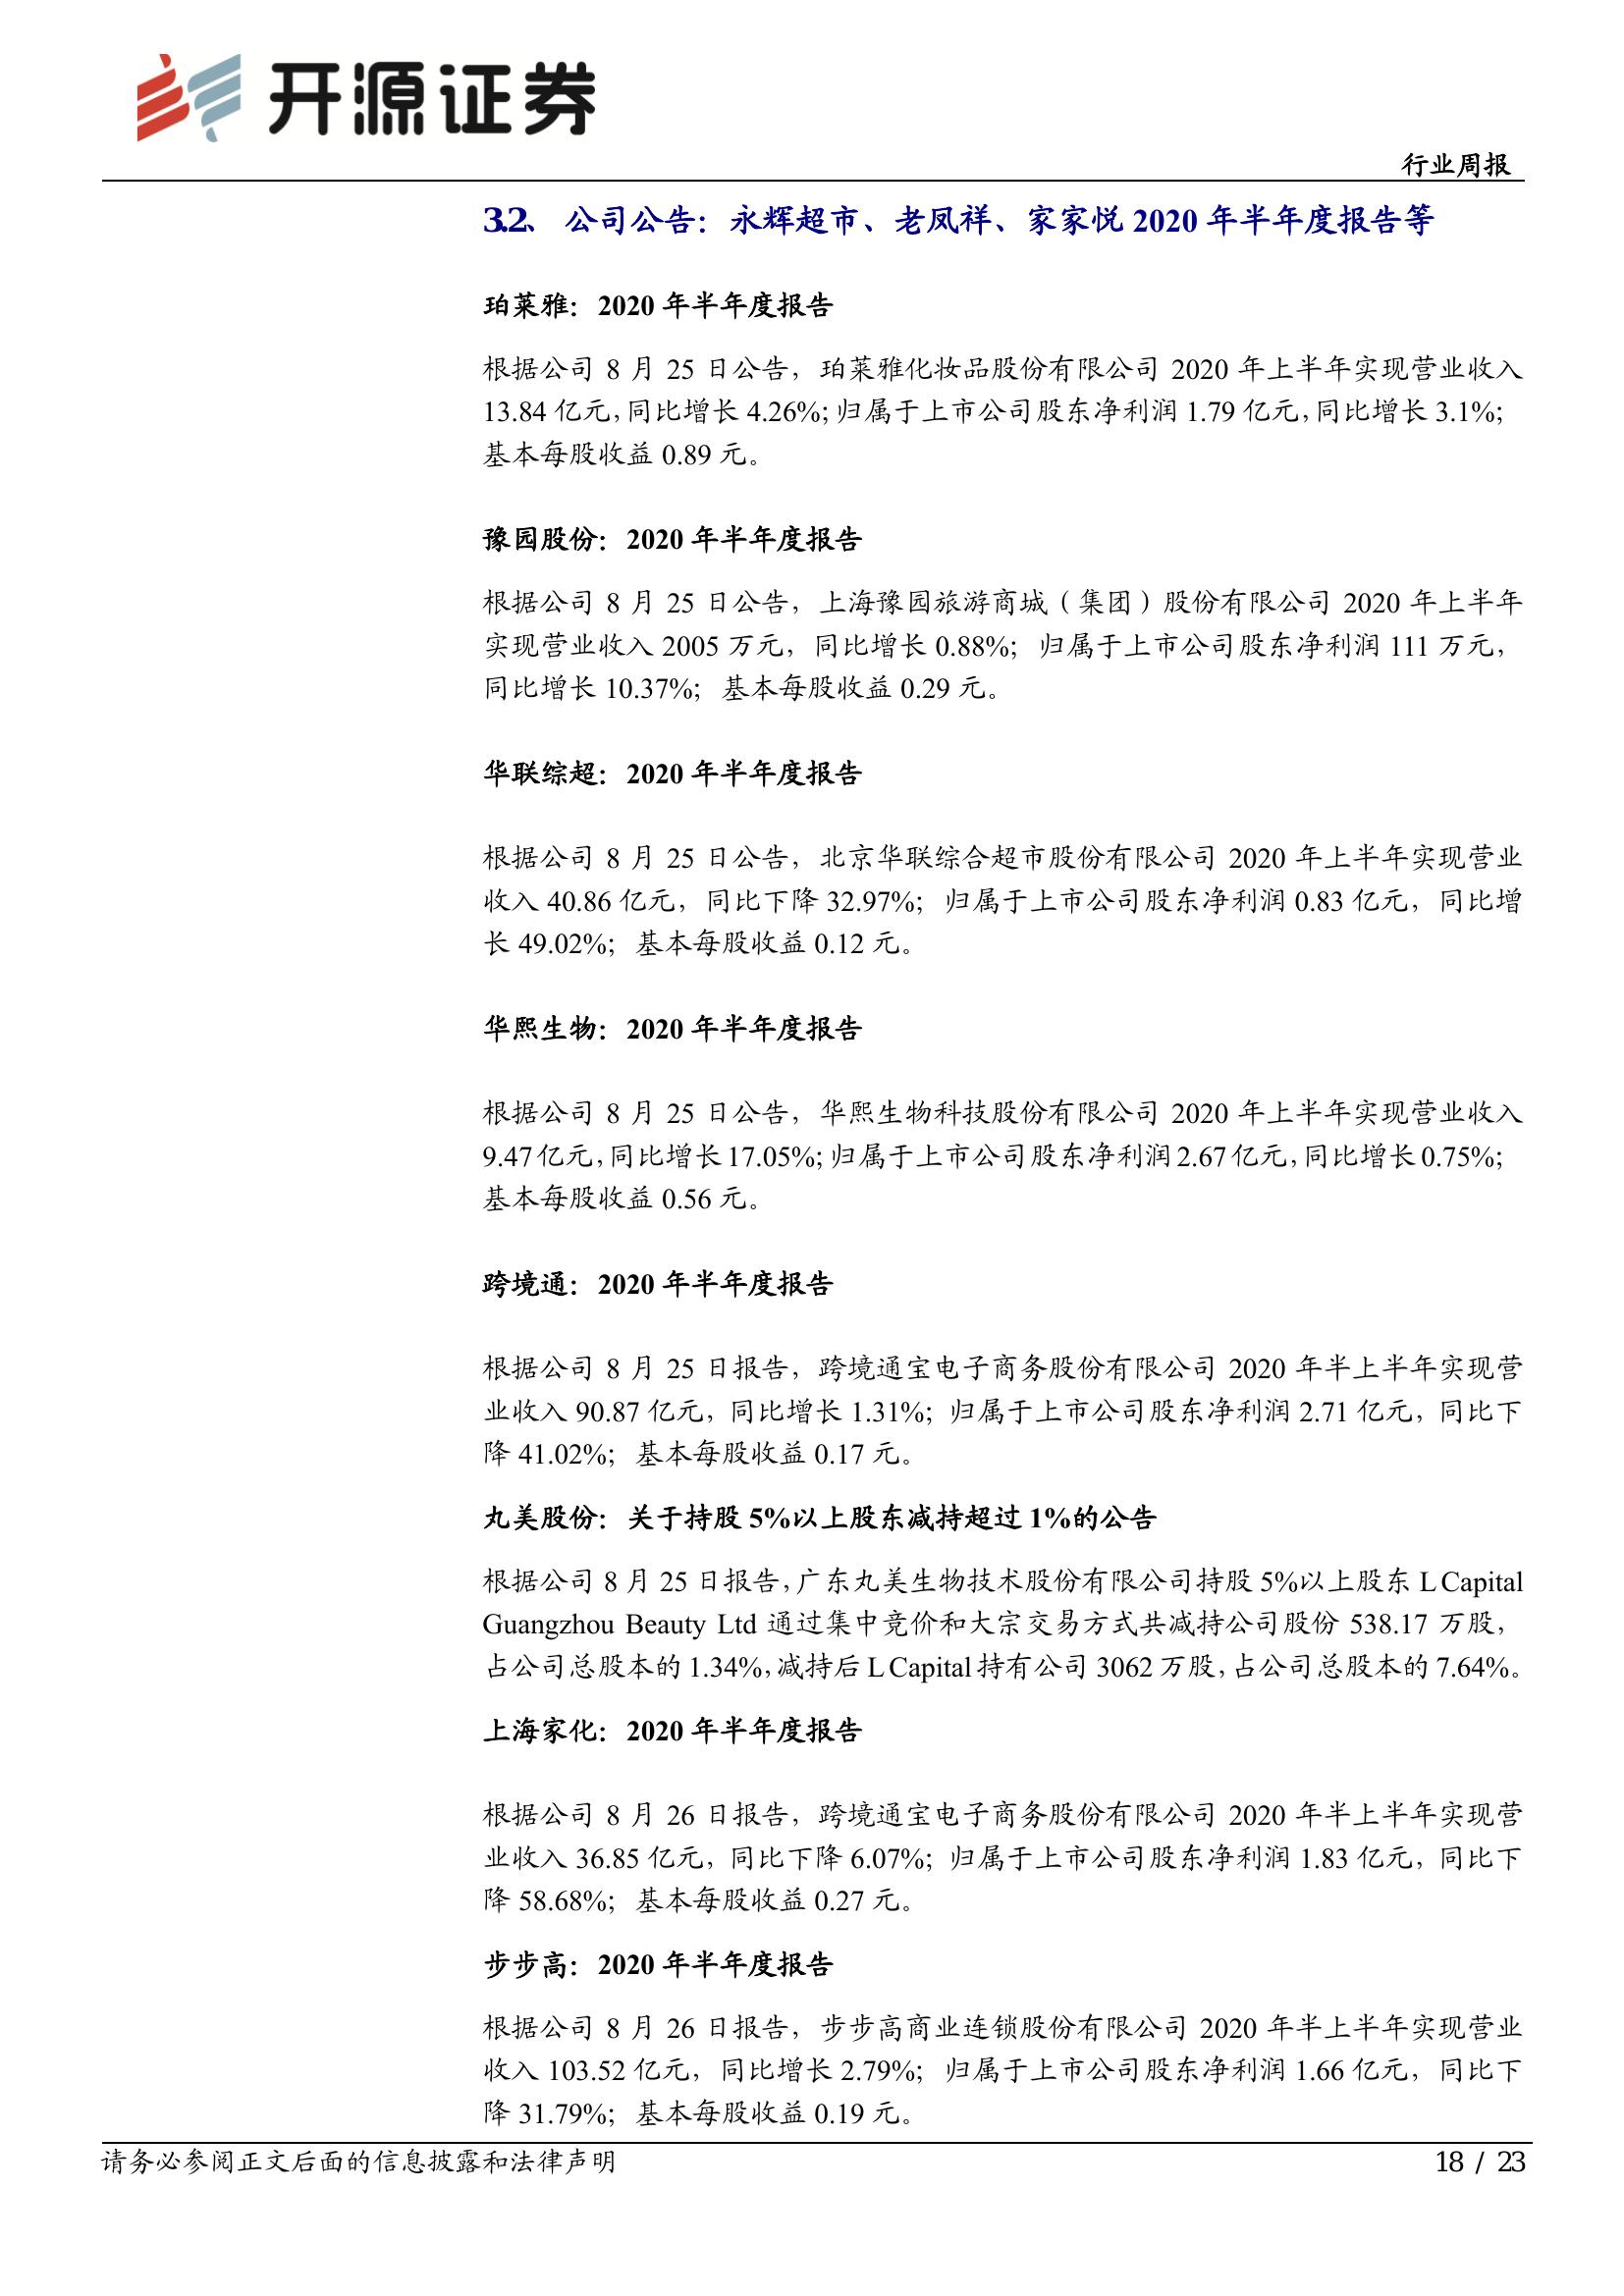 开源证券
行业周报
3.2、 公司公告：永辉超市、老凤祥、家家悦 2020 年半年度报告等
珀莱雅：2020 年半年度报告
根据公司 8 月 25 日公告，珀莱雅化妆品股份有限公司 2020 年上半年实现营业收入
13.84 亿元，同比增长 4.26%；归属于上市公司股东净利润 1.79 亿元，同比增长 3.1%；
基本每股收益 0.89 元。
豫园股份：2020 年半年度报告
根据公司 8 月 25 日公告，上海豫园旅游商城（集团）股份有限公司 2020 年上半年
实现营业收入 2005 万元，同比增长 0.88%；归属于上市公司股东净利润 111 万元，
同比增长 10.37%；基本每股收益 0.29 元。
华联综超：2020 年半年度报告
根据公司 8 月 25 日公告，北京华联综合超市股份有限公司 2020 年上半年实现营业
收入 40.86 亿元，同比下降 32.97%；归属于上市公司股东净利润 0.83 亿元，同比增
长 49.02%；基本每股收益 0.12 元。
华熙生物：2020 年半年度报告
根据公司 8 月 25 日公告，华熙生物科技股份有限公司 2020 年上半年实现营业收入
9.47 亿元，同比增长 17.05%；归属于上市公司股东净利润 2.67 亿元，同比增长 0.75%；
基本每股收益 0.56 元。
跨境通：2020 年半年度报告
根据公司 8 月 25 日报告，跨境通宝电子商务股份有限公司 2020 年半上半年实现营
业收入 90.87 亿元，同比增长 1.31%；归属于上市公司股东净利润 2.71 亿元，同比下
降 41.02%；基本每股收益 0.17 元。
丸美股份：关于持股 5%以上股东减持超过 1%的公告
根据公司 8 月 25 日报告，广东丸美生物技术股份有限公司持股 5%以上股东 L Capital
Guangzhou Beauty Ltd 通过集中竞价和大宗交易方式共减持公司股份 538.17 万股，
占公司总股本的 1.34%，减持后 L Capital 持有公司 3062 万股，占公司总股本的 7.64%。
上海家化：2020 年半年度报告
根据公司 8 月 26 日报告，跨境通宝电子商务股份有限公司 2020 年半上半年实现营
业收入 36.85 亿元，同比下降 6.07%；归属于上市公司股东净利润 1.83 亿元，同比下
降 58.68%；基本每股收益 0.27 元。
步步高：2020 年半年度报告
根据公司 8 月 26 日报告，步步高商业连锁股份有限公司 2020 年半上半年实现营业
收入 103.52 亿元，同比增长 2.79%；归属于上市公司股东净利润 1.66 亿元，同比下
降 31.79%；基本每股收益 0.19 元。
请务必参阅正文后面的信息披露和法律声明
18 / 23